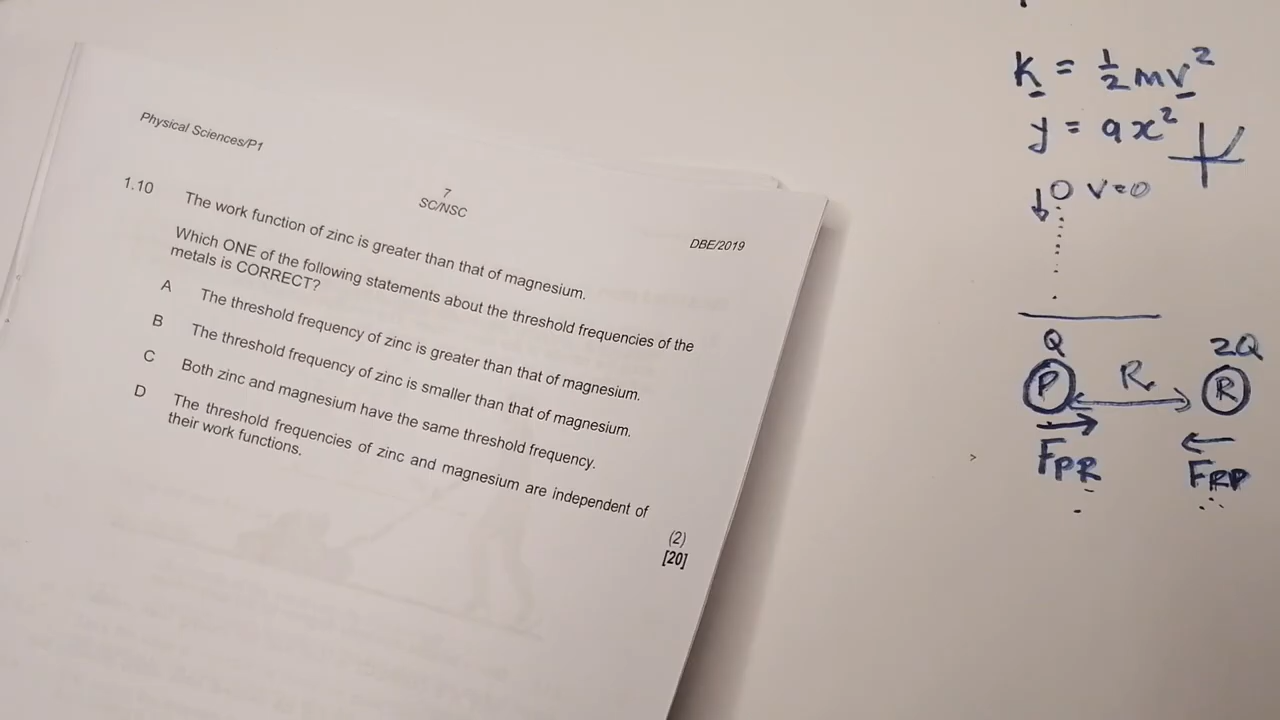 Physical Sciences/P1
7
SC/NSC
DBE/2019
1.10 The work function of zinc is greater than that of magnesium.
Which ONE of the following statements about the threshold frequencies of the
metals is CORRECT?
A The threshold frequency of zinc is greater than that of magnesium.
B The threshold frequency of zinc is smaller than that of magnesium.
C Both zinc and magnesium have the same threshold frequency.
D The threshold frequencies of zinc and magnesium are independent of
their work functions.
(2)
[20]
K = ½mv²
y = ax²
v=0
Q 2Q
P R R
FPR FRP